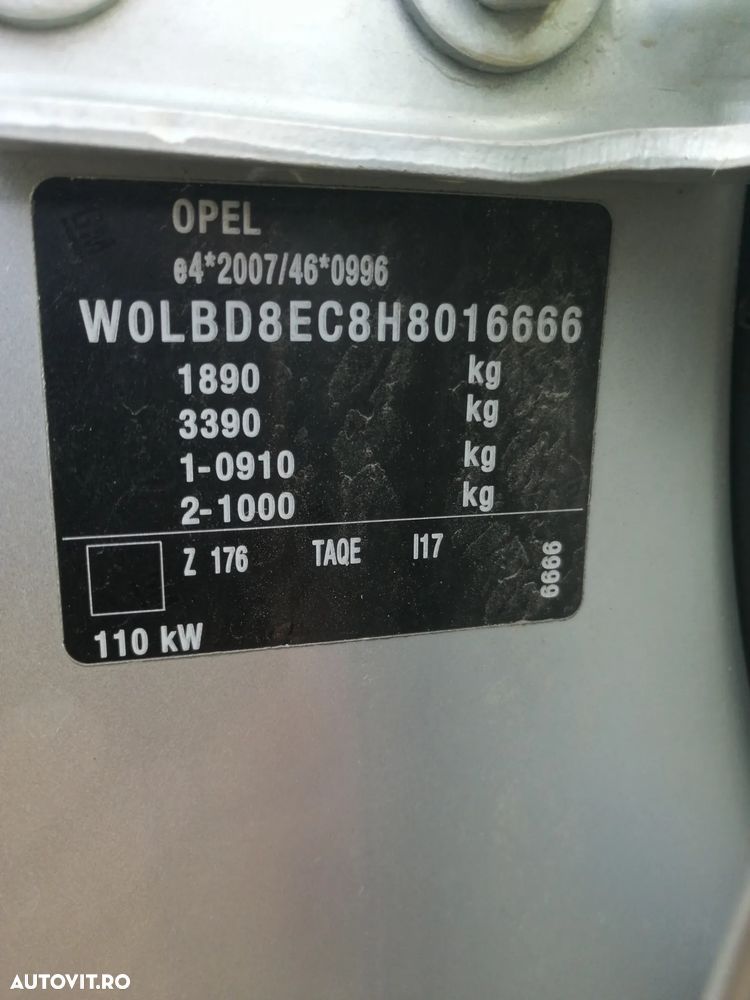 GM
OPEL
e4*2007/46*0996
W0LBD8EC8H8016666
1890 kg
3390 kg
1-0910 kg
2-1000 kg
Z 176 TAQE I17 6666
110 kW
AUTOVIT.RO